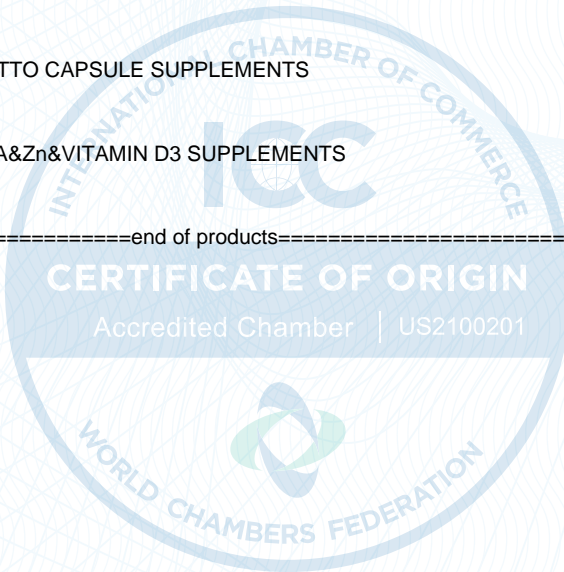 TTO CAPSULE SUPPLEMENTS
A&Zn&VITAMIN D3 SUPPLEMENTS
===========end of products=======================
INTERNATIONAL CHAMBER OF COMMERCE
ICC
CERTIFICATE OF ORIGIN
Accredited Chamber | US2100201
WORLD CHAMBERS FEDERATION